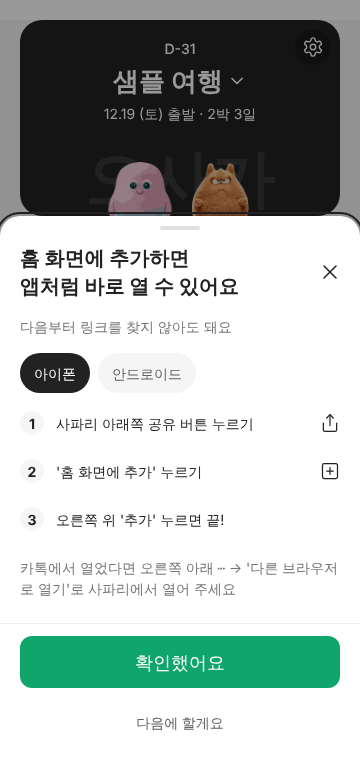 D-31
샘플 여행
12.19 (토) 출발 · 2박 3일
홈 화면에 추가하면
앱처럼 바로 열 수 있어요
다음부터 링크를 찾지 않아도 돼요
아이폰
안드로이드
1 사파리 아래쪽 공유 버튼 누르기
2 '홈 화면에 추가' 누르기
3 오른쪽 위 '추가' 누르면 끝!
카톡에서 열었다면 오른쪽 아래 ··· → '다른 브라우저
로 열기'로 사파리에서 열어 주세요
확인했어요
다음에 할게요